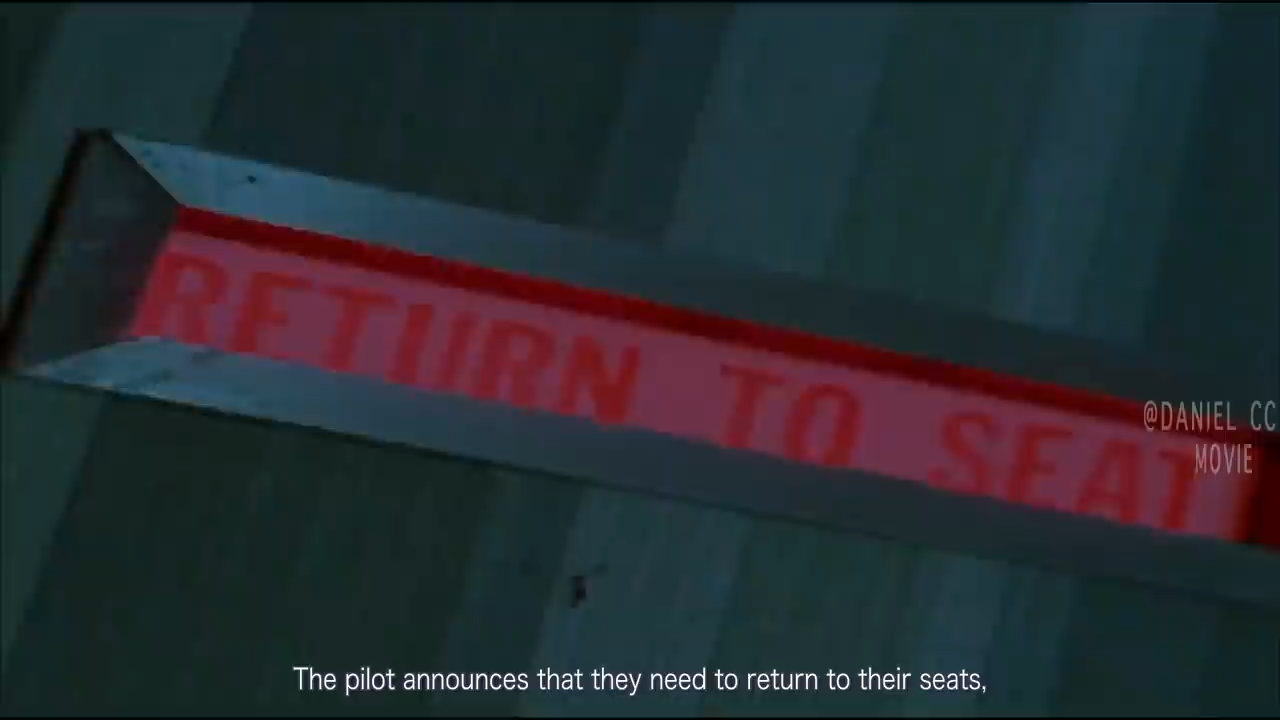 RETURN TO SEAT
@DANIEL CC
MOVIE
The pilot announces that they need to return to their seats,